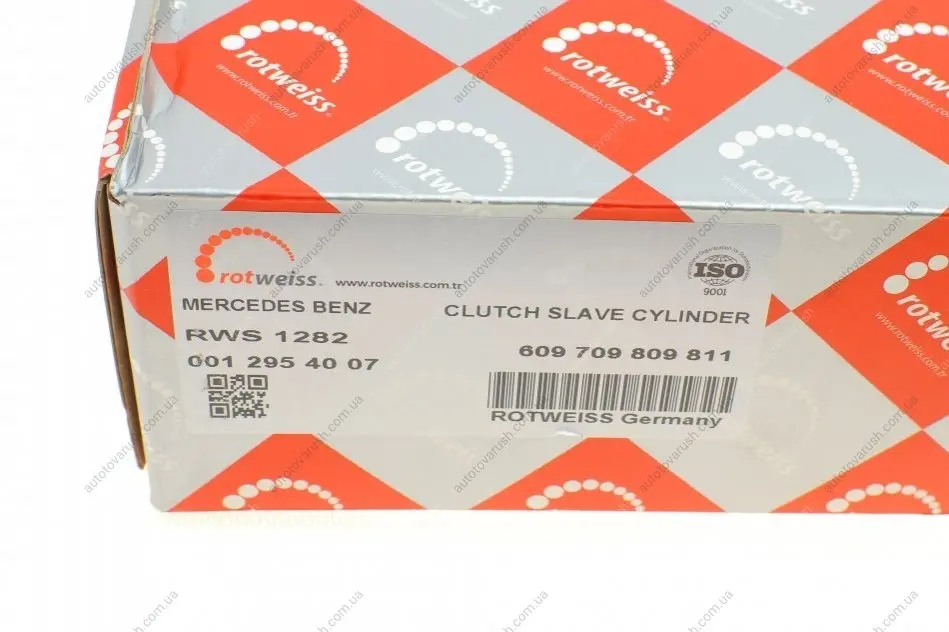 rotweiss
www.rotweiss.com.tr
rotweiss
www.rotweiss.com.tr
rotweiss
rotweiss
rotweiss
rotweiss. www.rotweiss.com.tr
ISO
9001
MERCEDES BENZ
CLUTCH SLAVE CYLINDER
RWS 1282
609 709 809 811
001 295 40 07
ROTWEISS Germany
autotovarush.com.ua